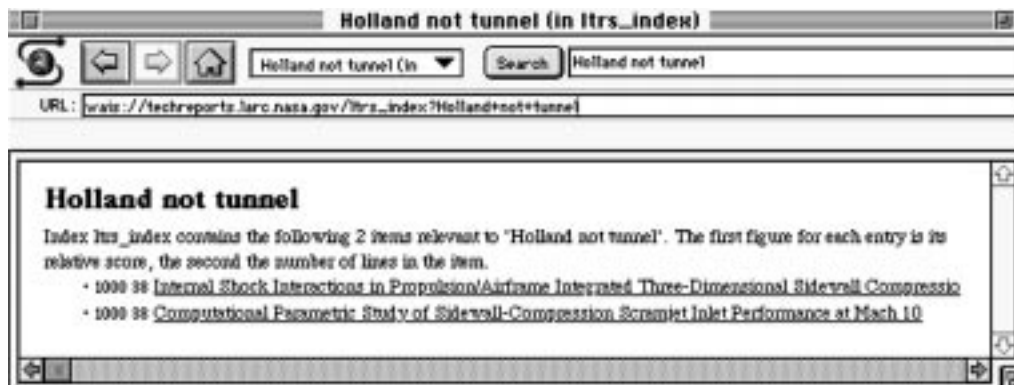 Holland not tunnel (in ltrs_index)
Holland not tunnel (in Search Holland not tunnel
URL: wais://techreports.larc.nasa.gov/ltrs_index?Holland+not+tunnel
Holland not tunnel
Index ltrs_index contains the following 2 items relevant to "Holland not tunnel". The first figure for each entry is its
relative score, the second the number of lines in the item.
• 1000 38 Internal Shock Interactions in Propulsion/Airframe Integrated Three-Dimensional Sidewall Compressio
• 1000 38 Computational Parametric Study of Sidewall-Compression Scramjet Inlet Performance at Mach 10